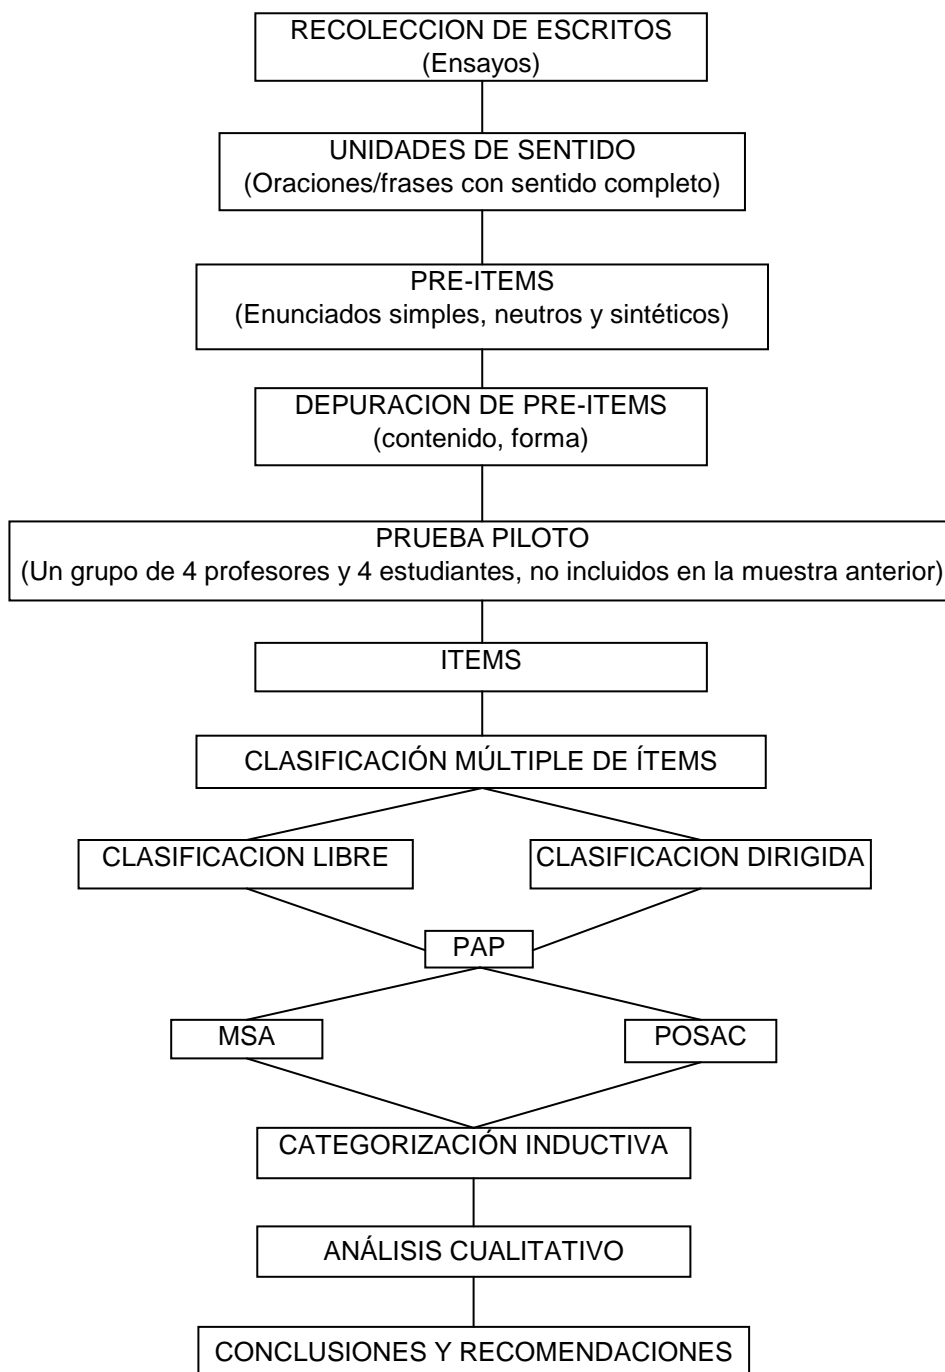 RECOLECCION DE ESCRITOS
(Ensayos)
UNIDADES DE SENTIDO
(Oraciones/frases con sentido completo)
PRE-ITEMS
(Enunciados simples, neutros y sintéticos)
DEPURACION DE PRE-ITEMS
(contenido, forma)
PRUEBA PILOTO
(Un grupo de 4 profesores y 4 estudiantes, no incluidos en la muestra anterior)
ITEMS
CLASIFICACIÓN MÚLTIPLE DE ÍTEMS
CLASIFICACION LIBRE
CLASIFICACION DIRIGIDA
PAP
MSA
POSAC
CATEGORIZACIÓN INDUCTIVA
ANÁLISIS CUALITATIVO
CONCLUSIONES Y RECOMENDACIONES